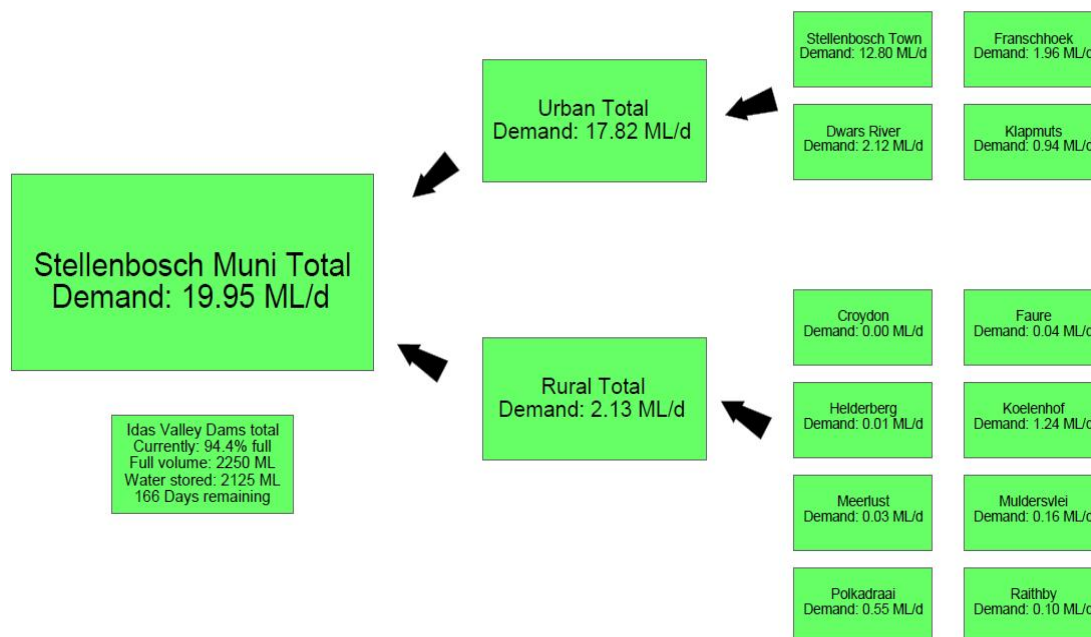 Stellenbosch Town
Demand: 12.80 ML/d
Franschhoek
Demand: 1.96 ML/d
Urban Total
Demand: 17.82 ML/d
Dwars River
Demand: 2.12 ML/d
Klapmuts
Demand: 0.94 ML/d
Stellenbosch Muni Total
Demand: 19.95 ML/d
Croydon
Demand: 0.00 ML/d
Faure
Demand: 0.04 ML/d
Rural Total
Demand: 2.13 ML/d
Helderberg
Demand: 0.01 ML/d
Koelenhof
Demand: 1.24 ML/d
Idas Valley Dams total
Currently: 94.4% full
Full volume: 2250 ML
Water stored: 2125 ML
166 Days remaining
Meerlust
Demand: 0.03 ML/d
Muldersvlei
Demand: 0.16 ML/d
Polkadraai
Demand: 0.55 ML/d
Raithby
Demand: 0.10 ML/d